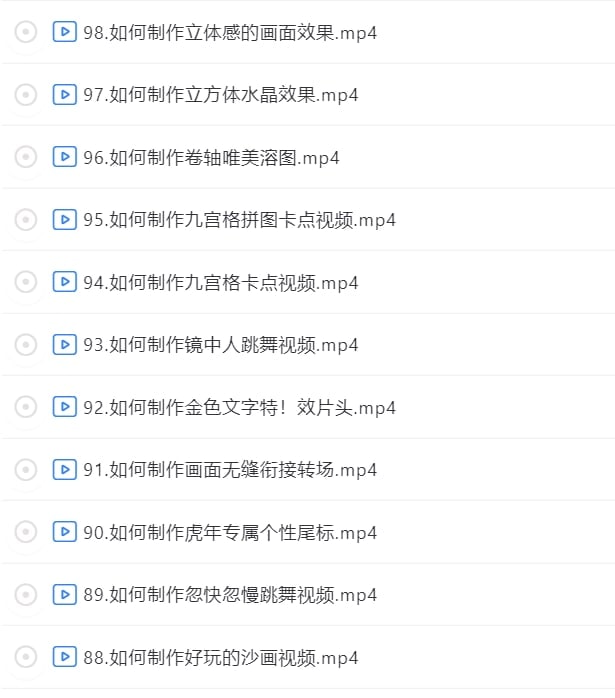 98.如何制作立体感的画面效果.mp4
97.如何制作立方体水晶效果.mp4
96.如何制作卷轴唯美溶图.mp4
95.如何制作九宫格拼图卡点视频.mp4
94.如何制作九宫格卡点视频.mp4
93.如何制作镜中人跳舞视频.mp4
92.如何制作金色文字特！效片头.mp4
91.如何制作画面无缝衔接转场.mp4
90.如何制作虎年专属个性尾标.mp4
89.如何制作忽快忽慢跳舞视频.mp4
88.如何制作好玩的沙画视频.mp4